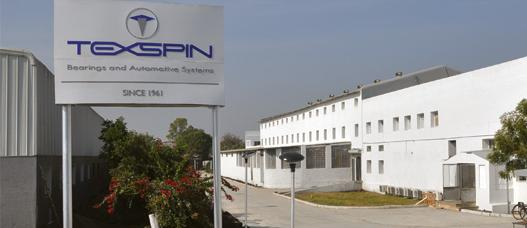 TEXSPIN
Bearings and Automotive Systems
SINCE 1961